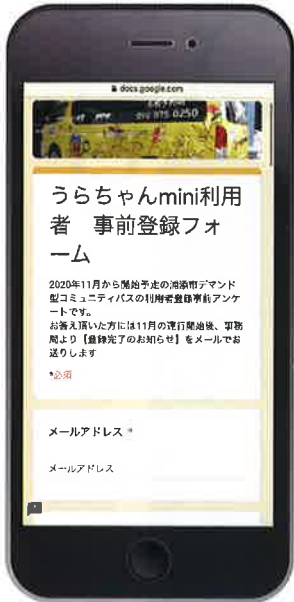 docs.google.com
うらちゃんmini利用
者　事前登録フォ
ーム
2020年11月から開始予定の浦添市デマンド
型コミュニティバスの利用者登録事前アンケ
ートです。
お答え頂いた方には11月の運行開始後、事務
局より【登録完了のお知らせ】をメールでお
送りします
*必須
メールアドレス *
メールアドレス